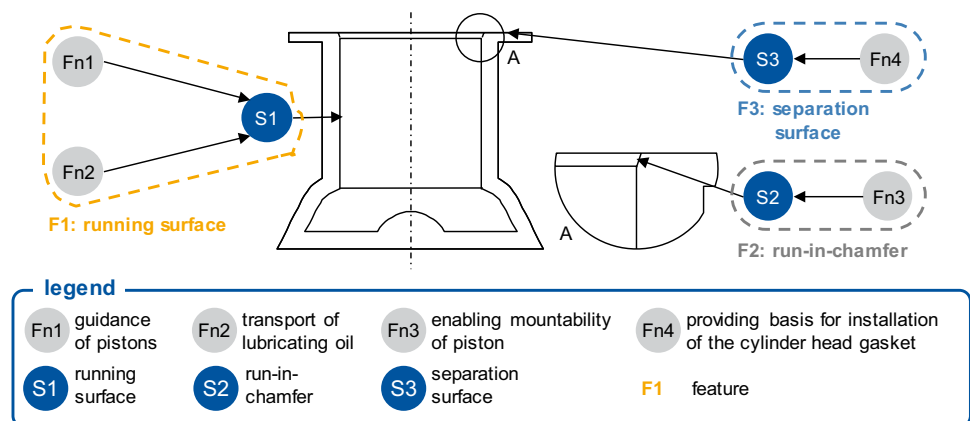 Fn1
Fn2
S1
F1: running surface
A
S3
Fn4
F3: separation
surface
A
S2
Fn3
F2: run-in-chamfer
legend
Fn1 guidance
of pistons
Fn2 transport of
lubricating oil
Fn3 enabling mountability
of piston
Fn4 providing basis for installation
of the cylinder head gasket
S1 running
surface
S2 run-in-
chamfer
S3 separation
surface
F1 feature